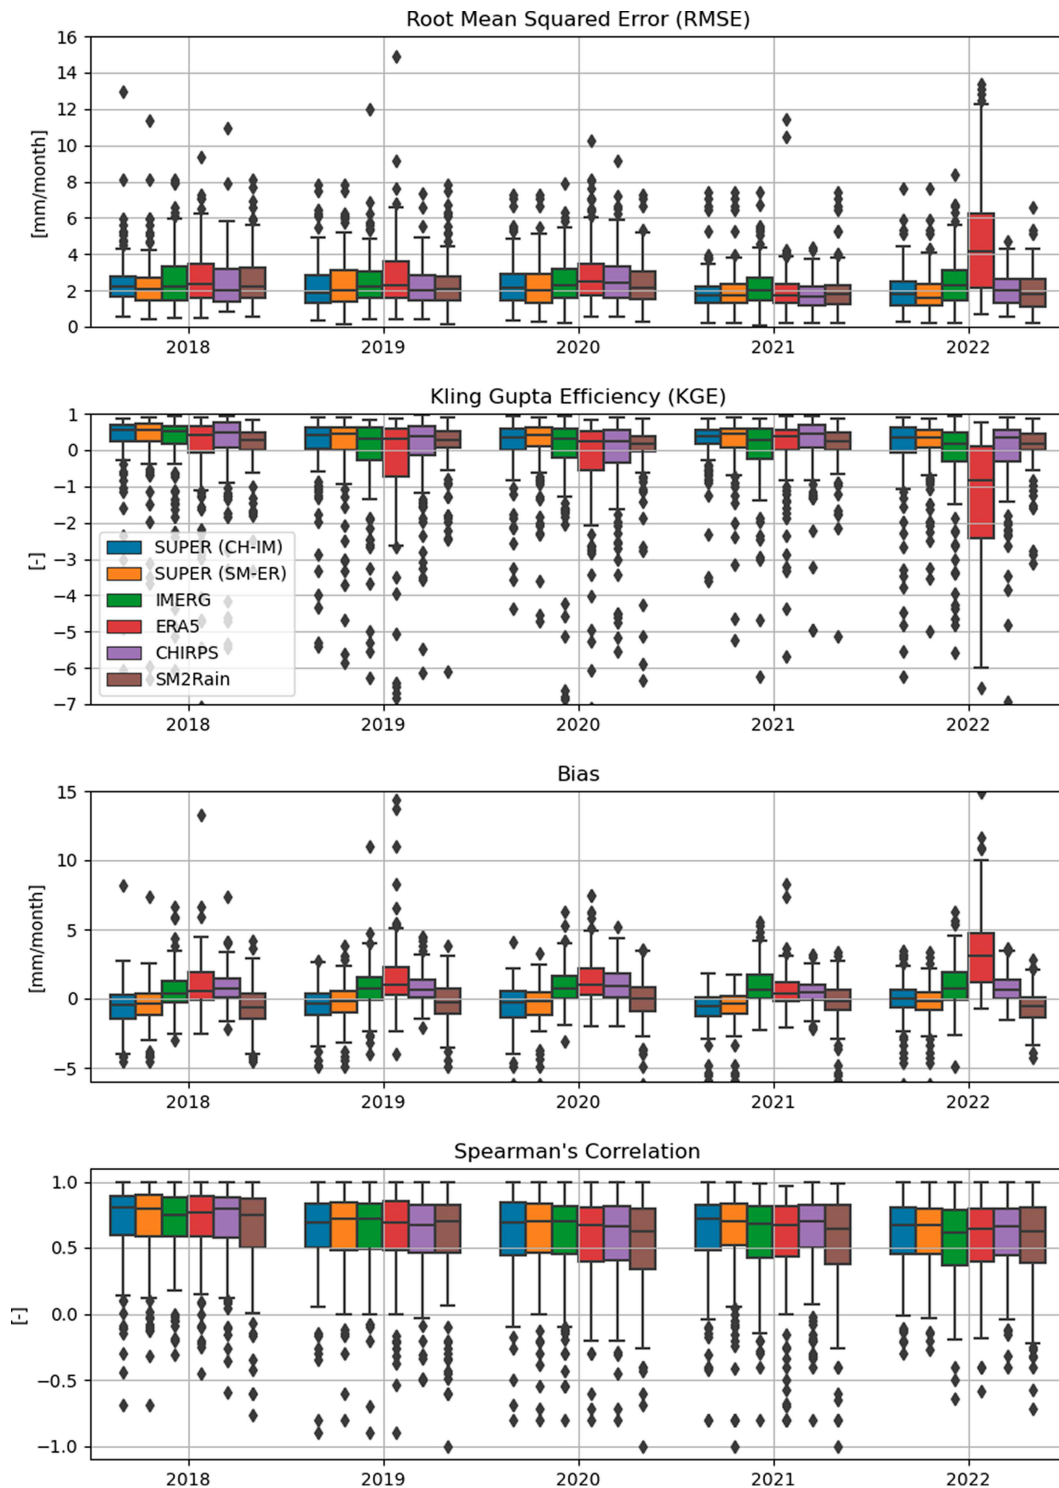 Root Mean Squared Error (RMSE)
16
14
12
10
8
6
4
2
0
[mm/month]
2018 2019 2020 2021 2022
Kling Gupta Efficiency (KGE)
1
0
−1
−2
−3
−4
−5
−6
−7
[-]
SUPER (CH-IM)
SUPER (SM-ER)
IMERG
ERA5
CHIRPS
SM2Rain
2018 2019 2020 2021 2022
Bias
15
10
5
0
−5
[mm/month]
2018 2019 2020 2021 2022
Spearman's Correlation
1.0
0.5
0.0
−0.5
−1.0
[-]
2018 2019 2020 2021 2022